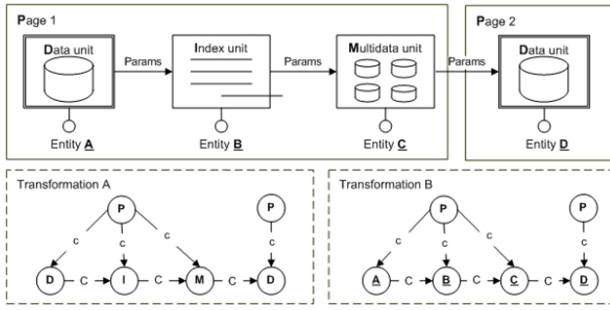 Page 1
Page 2
Data unit
Index unit
Multidata unit
Data unit
Params
Params
Params
Entity A
Entity B
Entity C
Entity D
Transformation A
P
P
c
c
c
c
D
C
I
C
M
C
D
Transformation B
P
P
c
c
c
c
A
C
B
C
C
C
D